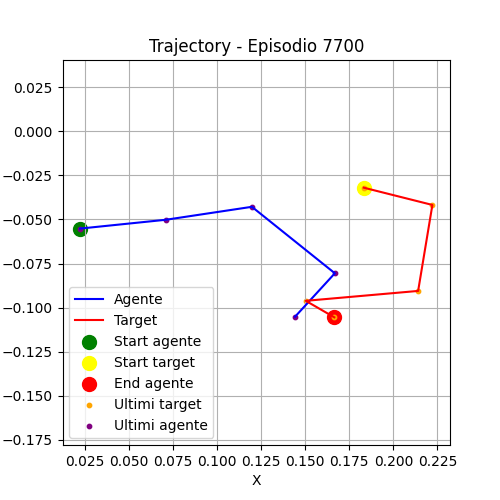 Trajectory - Episodio 7700
0.025
0.000
−0.025
−0.050
−0.075
−0.100
−0.125
−0.150
−0.175
Agente
Target
Start agente
Start target
End agente
Ultimi target
Ultimi agente
0.025 0.050 0.075 0.100 0.125 0.150 0.175 0.200 0.225
X